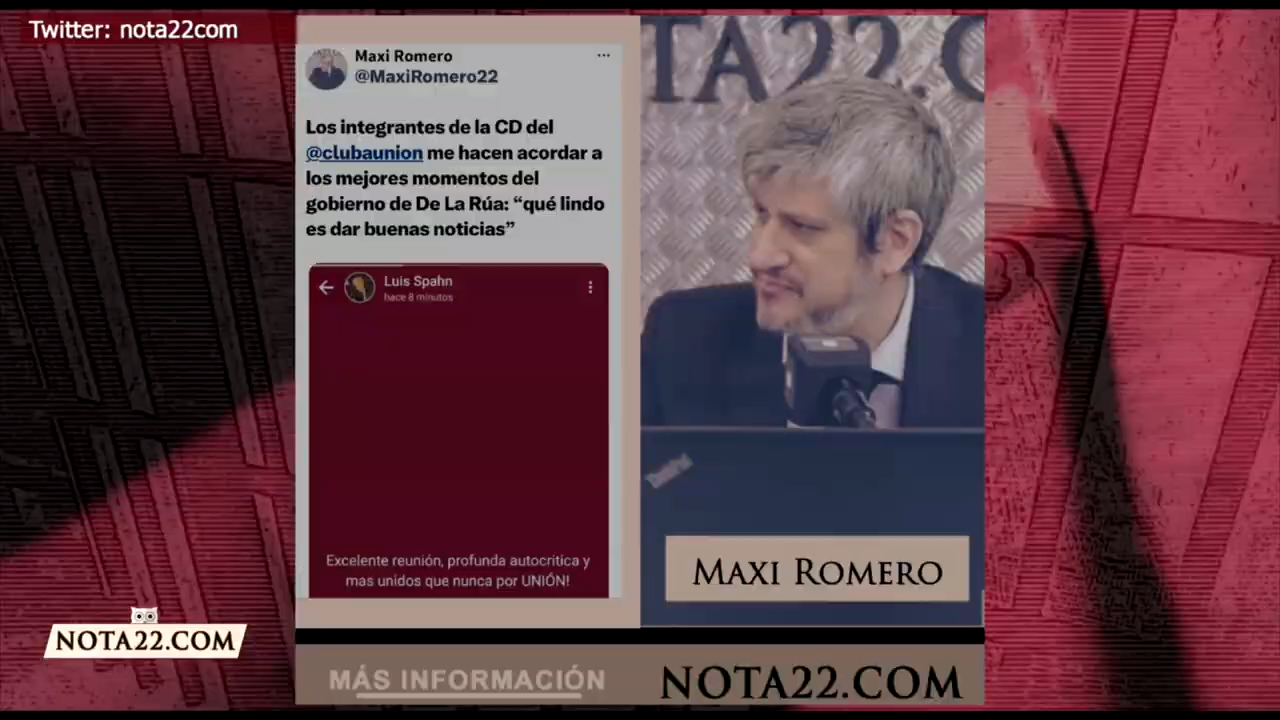 Twitter: nota22com
Maxi Romero
@MaxiRomero22
Los integrantes de la CD del
@clubaunion me hacen acordar a
los mejores momentos del
gobierno de De La Rúa: “qué lindo
es dar buenas noticias”
Luis Spahn
hace 8 minutos
Excelente reunión, profunda autocrítica y
mas unidos que nunca por UNIÓN!
TA22.C
MAXI ROMERO
NOTA22.COM
MÁS INFORMACIÓN
NOTA22.COM